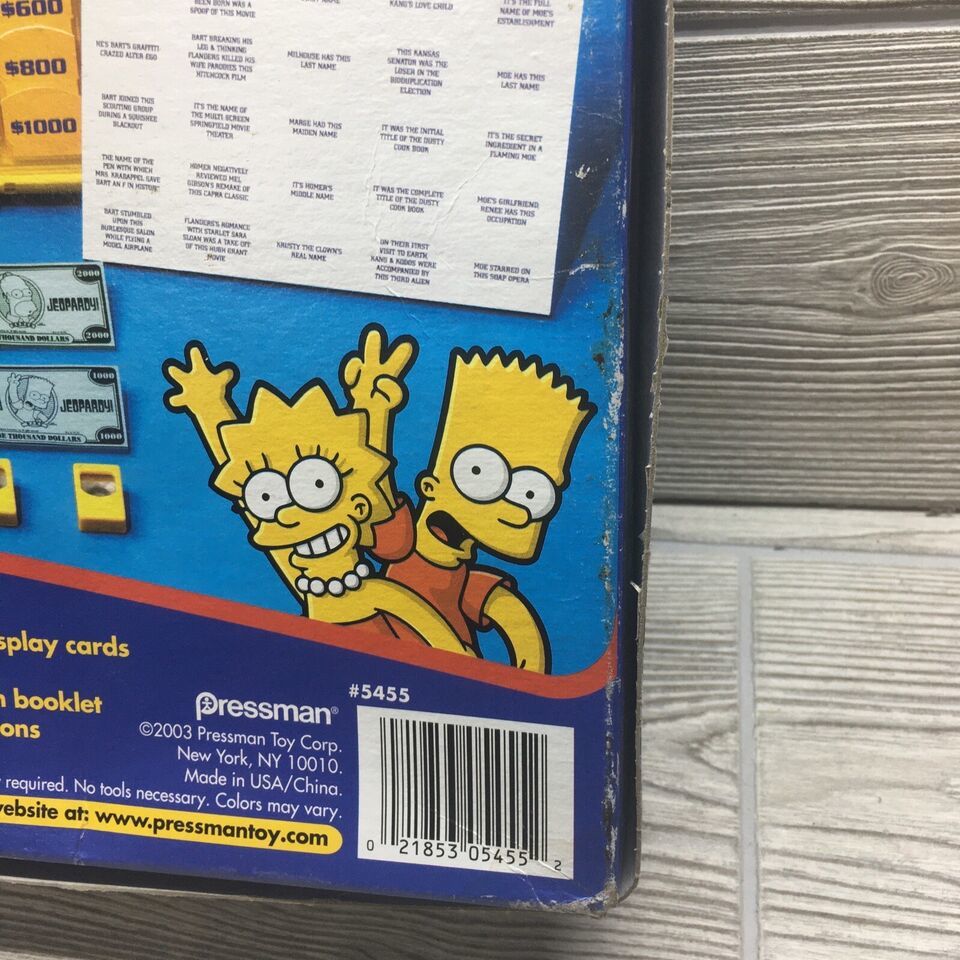 $600
BEEN BORN WAS A
SPOOF OF THIS MOVIE
NAME
KANG'S LOVE CHILD
IT'S THE FULL
NAME OF MOE'S
ESTABLISHMENT
$800
HE'S BART'S GRAFFITI
CRAZED ALTER EGO
BART BREAKING HIS
LEG & THINKING
FLANDERS KILLED HIS
WIFE PARODIES THIS
HITCHCOCK FILM
MILHOUSE HAS THIS
LAST NAME
THIS KANSAS
SENATOR WAS THE
LOSER IN THE
BIODUPLICATION
ELECTION
MOE HAS THIS
LAST NAME
$1000
BART JOINED THIS
SCOUTING GROUP
DURING A SQUISHEE
BLACKOUT
IT'S THE NAME OF
THE MULTI SCREEN
SPRINGFIELD MOVIE
THEATER
MARGE HAD THIS
MAIDEN NAME
IT WAS THE INITIAL
TITLE OF THE DUSTY
COOK BOOK
IT'S THE SECRET
INGREDIENT IN A
FLAMING MOE
THE NAME OF THE
PEN WITH WHICH
MRS. KRABAPPEL GAVE
BART AN F IN HISTORY
HOMER NEGATIVELY
REVIEWED MEL
GIBSON'S REMAKE OF
THIS CAPRA CLASSIC
IT'S HOMER'S
MIDDLE NAME
IT WAS THE COMPLETE
TITLE OF THE DUSTY
COOK BOOK
MOE'S GIRLFRIEND
RENEE HAS THIS
OCCUPATION
BART STUMBLED
UPON THIS
BURLESQUE SALON
WHILE FLYING A
MODEL AIRPLANE
FLANDERS'S ROMANCE
WITH STARLET SARA
SLOAN WAS A TAKE OFF
OF THIS HUGH GRANT
MOVIE
KRUSTY THE CLOWN'S
REAL NAME
ON THEIR FIRST
VISIT TO EARTH
KANG & KODOS WERE
ACCOMPANIED BY
THIS THIRD ALIEN
MOE STARRED ON
THIS SOAP OPERA
2000
JEOPARDY!
THOUSAND DOLLARS
2000
1000
JEOPARDY!
E THOUSAND DOLLARS
1000
splay cards
n booklet
ons
Pressman®
#5455
©2003 Pressman Toy Corp.
New York, NY 10010.
Made in USA/China.
required. No tools necessary. Colors may vary.
ebsite at: www.pressmantoy.com
0 21853 05455 2